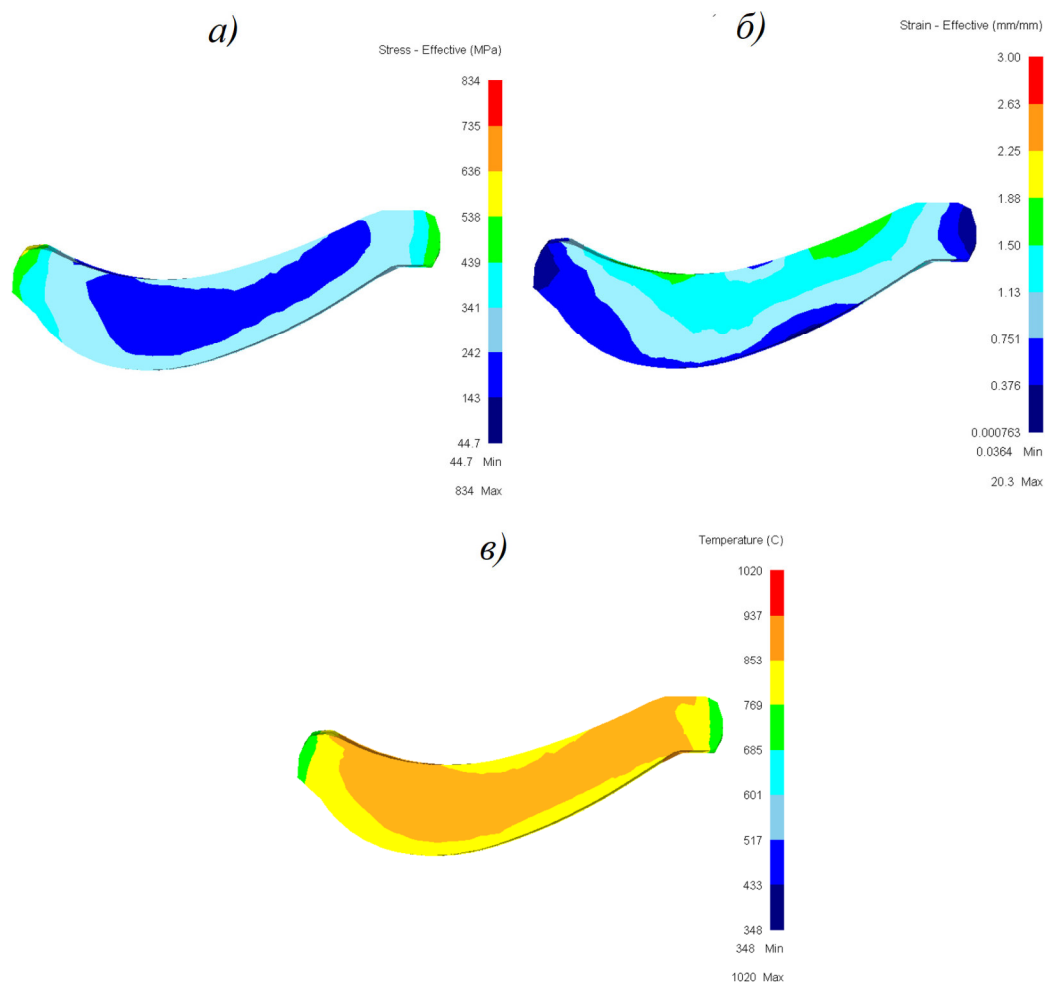 а)
Stress - Effective (MPa)
834
735
636
538
439
341
242
143
44.7
44.7 Min
834 Max
б)
Strain - Effective (mm/mm)
3.00
2.63
2.25
1.88
1.50
1.13
0.751
0.376
0.000763
0.0364 Min
20.3 Max
в)
Temperature (C)
1020
937
853
769
685
601
517
433
348
348 Min
1020 Max